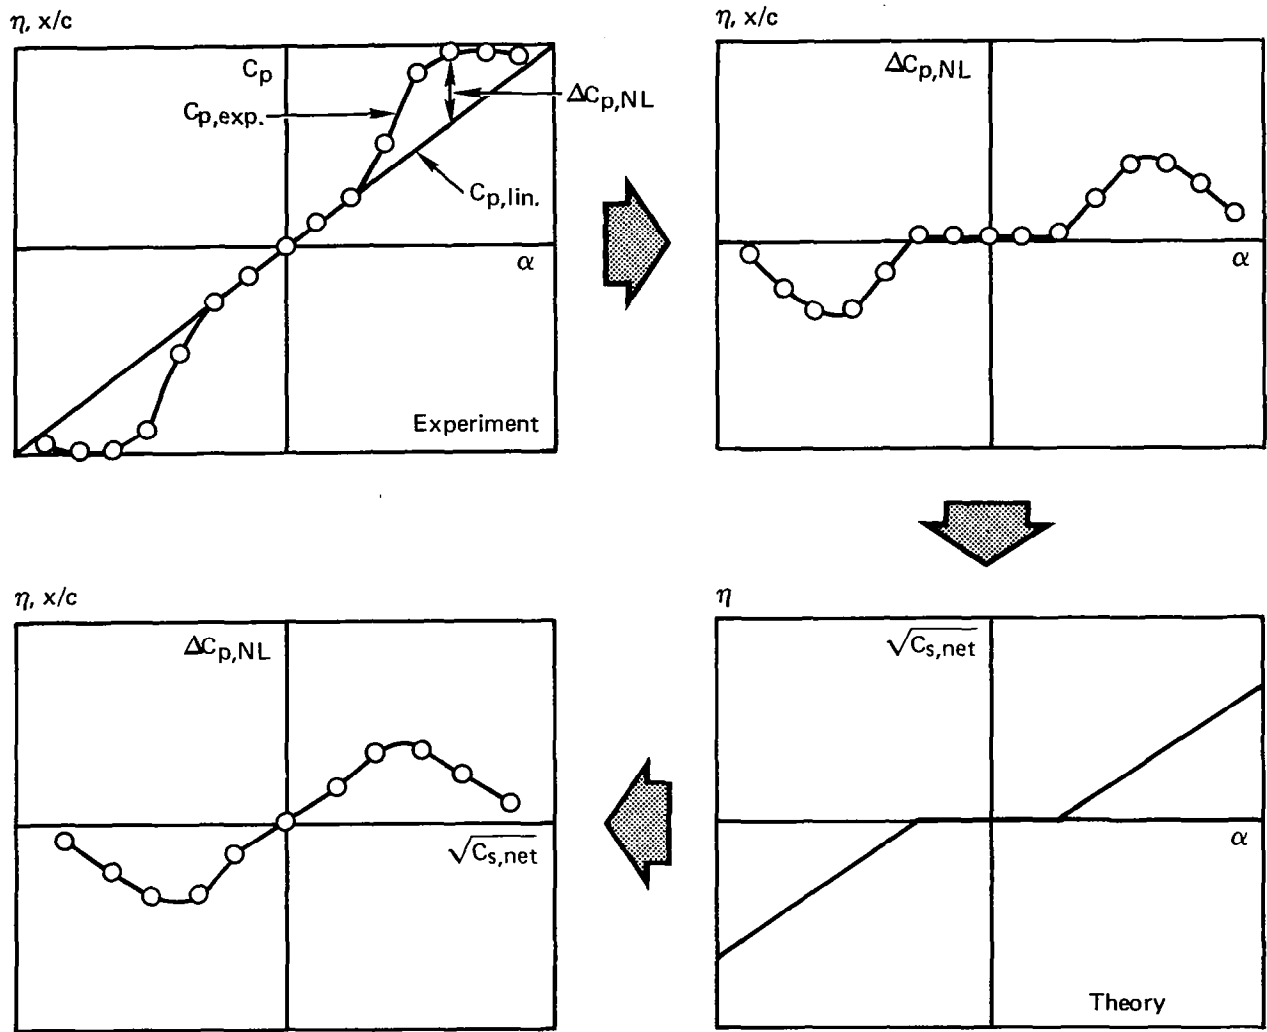 η, x/c
Cp
Cp,exp.
ΔCp,NL
Cp,lin.
α
Experiment
η, x/c
ΔCp,NL
α
η, x/c
ΔCp,NL
√Cs,net
η
√Cs,net
α
Theory